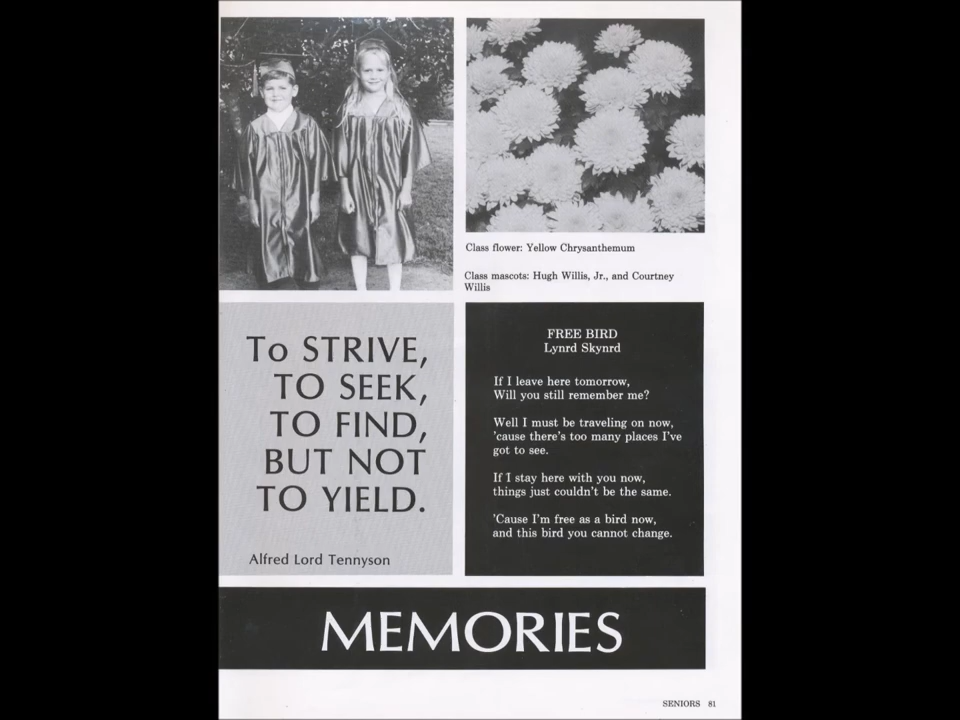 Class flower: Yellow Chrysanthemum
Class mascots: Hugh Willis, Jr., and Courtney
Willis
To STRIVE,
TO SEEK,
TO FIND,
BUT NOT
TO YIELD.
Alfred Lord Tennyson
FREE BIRD
Lynrd Skynrd
If I leave here tomorrow,
Will you still remember me?
Well I must be traveling on now,
'cause there's too many places I've
got to see.
If I stay here with you now,
things just couldn't be the same.
'Cause I'm free as a bird now,
and this bird you cannot change.
MEMORIES
SENIORS 81